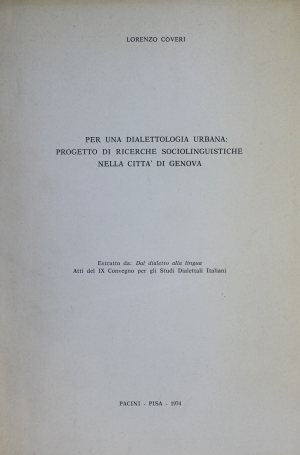 LORENZO COVERI
PER UNA DIALETTOLOGIA URBANA:
PROGETTO DI RICERCHE SOCIOLINGUISTICHE
NELLA CITTA' DI GENOVA
Estratto da: Dal dialetto alla lingua
Atti del IX Convegno per gli Studi Dialettali Italiani
PACINI - PISA - 1974